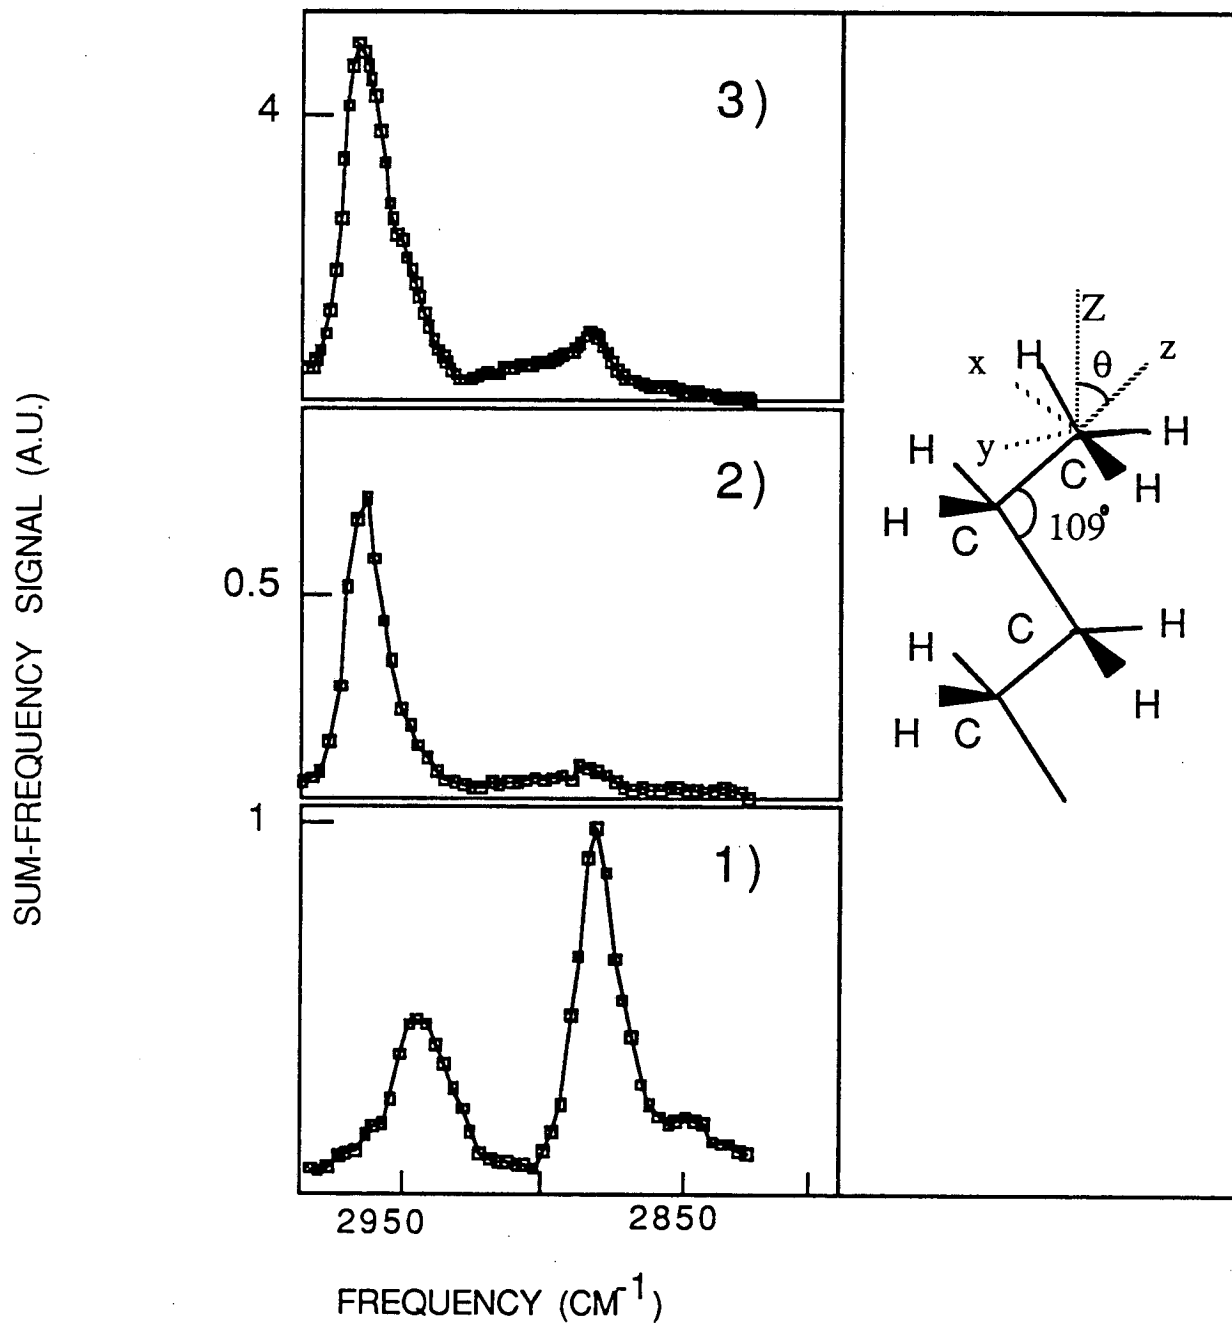 SUM-FREQUENCY SIGNAL (A.U.)
3)
4
2)
0.5
1)
1
2950
2850
FREQUENCY (CM-1)
Z
x
H
θ
z
y
H
H
C
H
H
C
109°
C
H
H
H
H
C